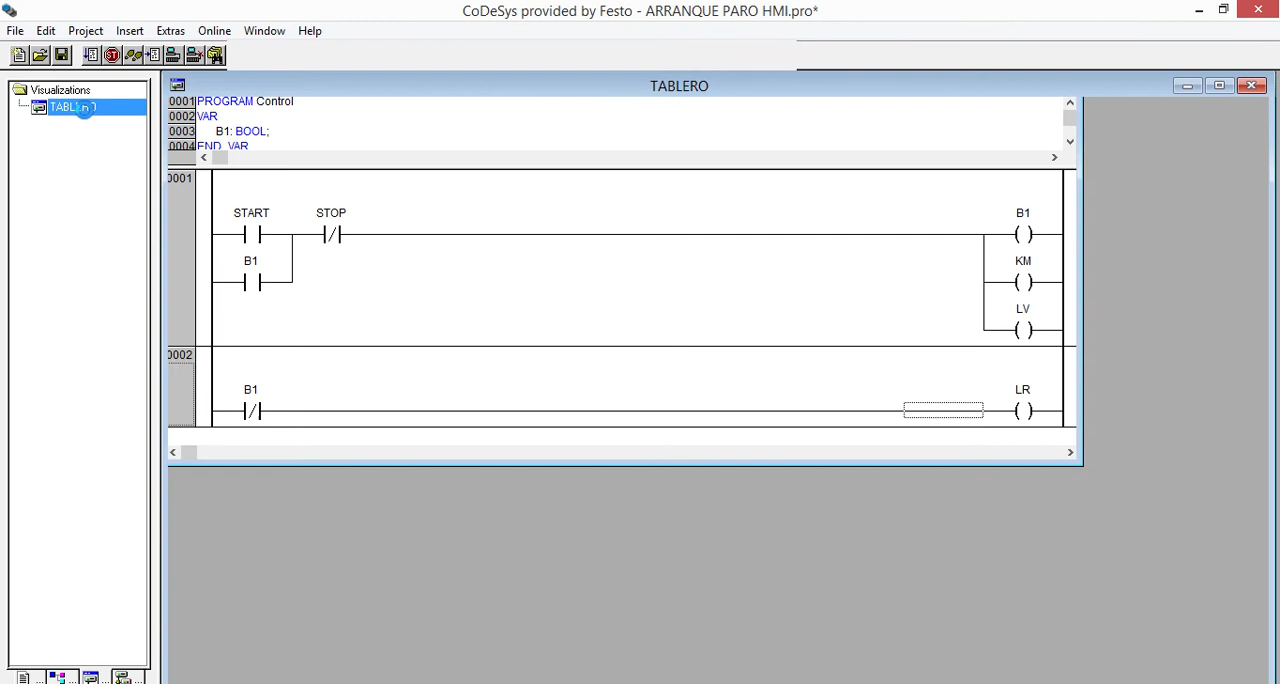 CoDeSys provided by Festo - ARRANQUE PARO HMI.pro*
File Edit Project Insert Extras Online Window Help
Visualizations
TABLERO
0001 PROGRAM Control
0002 VAR
0003 B1: BOOL;
0004 END_VAR
0001
START STOP B1
B1 KM
LV
0002
B1 LR